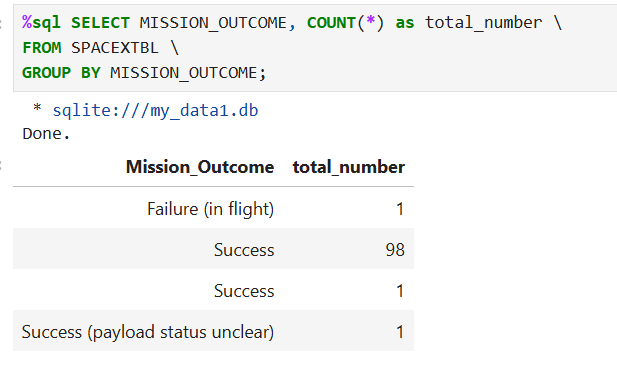 %sql SELECT MISSION_OUTCOME, COUNT(*) as total_number \
FROM SPACEXTBL \
GROUP BY MISSION_OUTCOME;
* sqlite:///my_data1.db
Done.
Mission_Outcome total_number
Failure (in flight) 1
Success 98
Success 1
Success (payload status unclear) 1